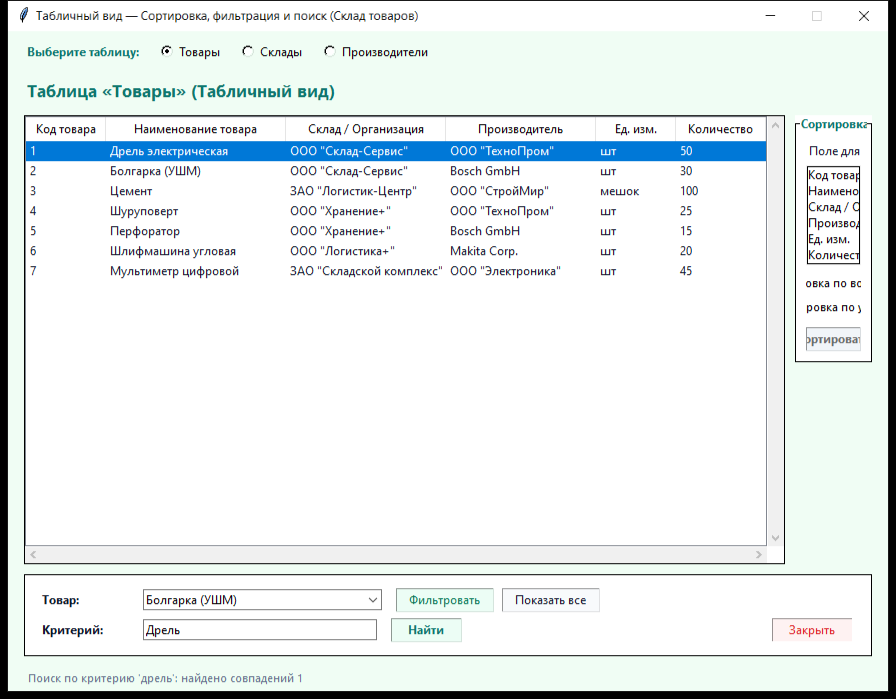 Табличный вид — Сортировка, фильтрация и поиск (Склад товаров)
Выберите таблицу: Товары Склады Производители
Таблица «Товары» (Табличный вид)
Код товара Наименование товара Склад / Организация Производитель Ед. изм. Количество
1 Дрель электрическая ООО "Склад-Сервис" ООО "ТехноПром" шт 50
2 Болгарка (УШМ) ООО "Склад-Сервис" Bosch GmbH шт 30
3 Цемент ЗАО "Логистик-Центр" ООО "СтройМир" мешок 100
4 Шуруповерт ООО "Хранение+" ООО "ТехноПром" шт 25
5 Перфоратор ООО "Хранение+" Bosch GmbH шт 15
6 Шлифмашина угловая ООО "Логистика+" Makita Corp. шт 20
7 Мультиметр цифровой ЗАО "Складской комплекс" ООО "Электроника" шт 45
Сортировка
Поле для
Код товар
Наимено
Склад / О
Производ
Ед. изм.
Количест
овка по во
ровка по у
ортироват
Товар: Болгарка (УШМ) Фильтровать Показать все
Критерий: Дрель Найти Закрыть
Поиск по критерию 'дрель': найдено совпадений 1